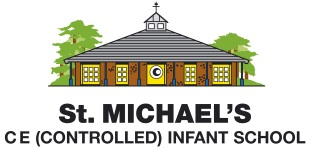 St. MICHAEL'S
C E (CONTROLLED) INFANT SCHOOL